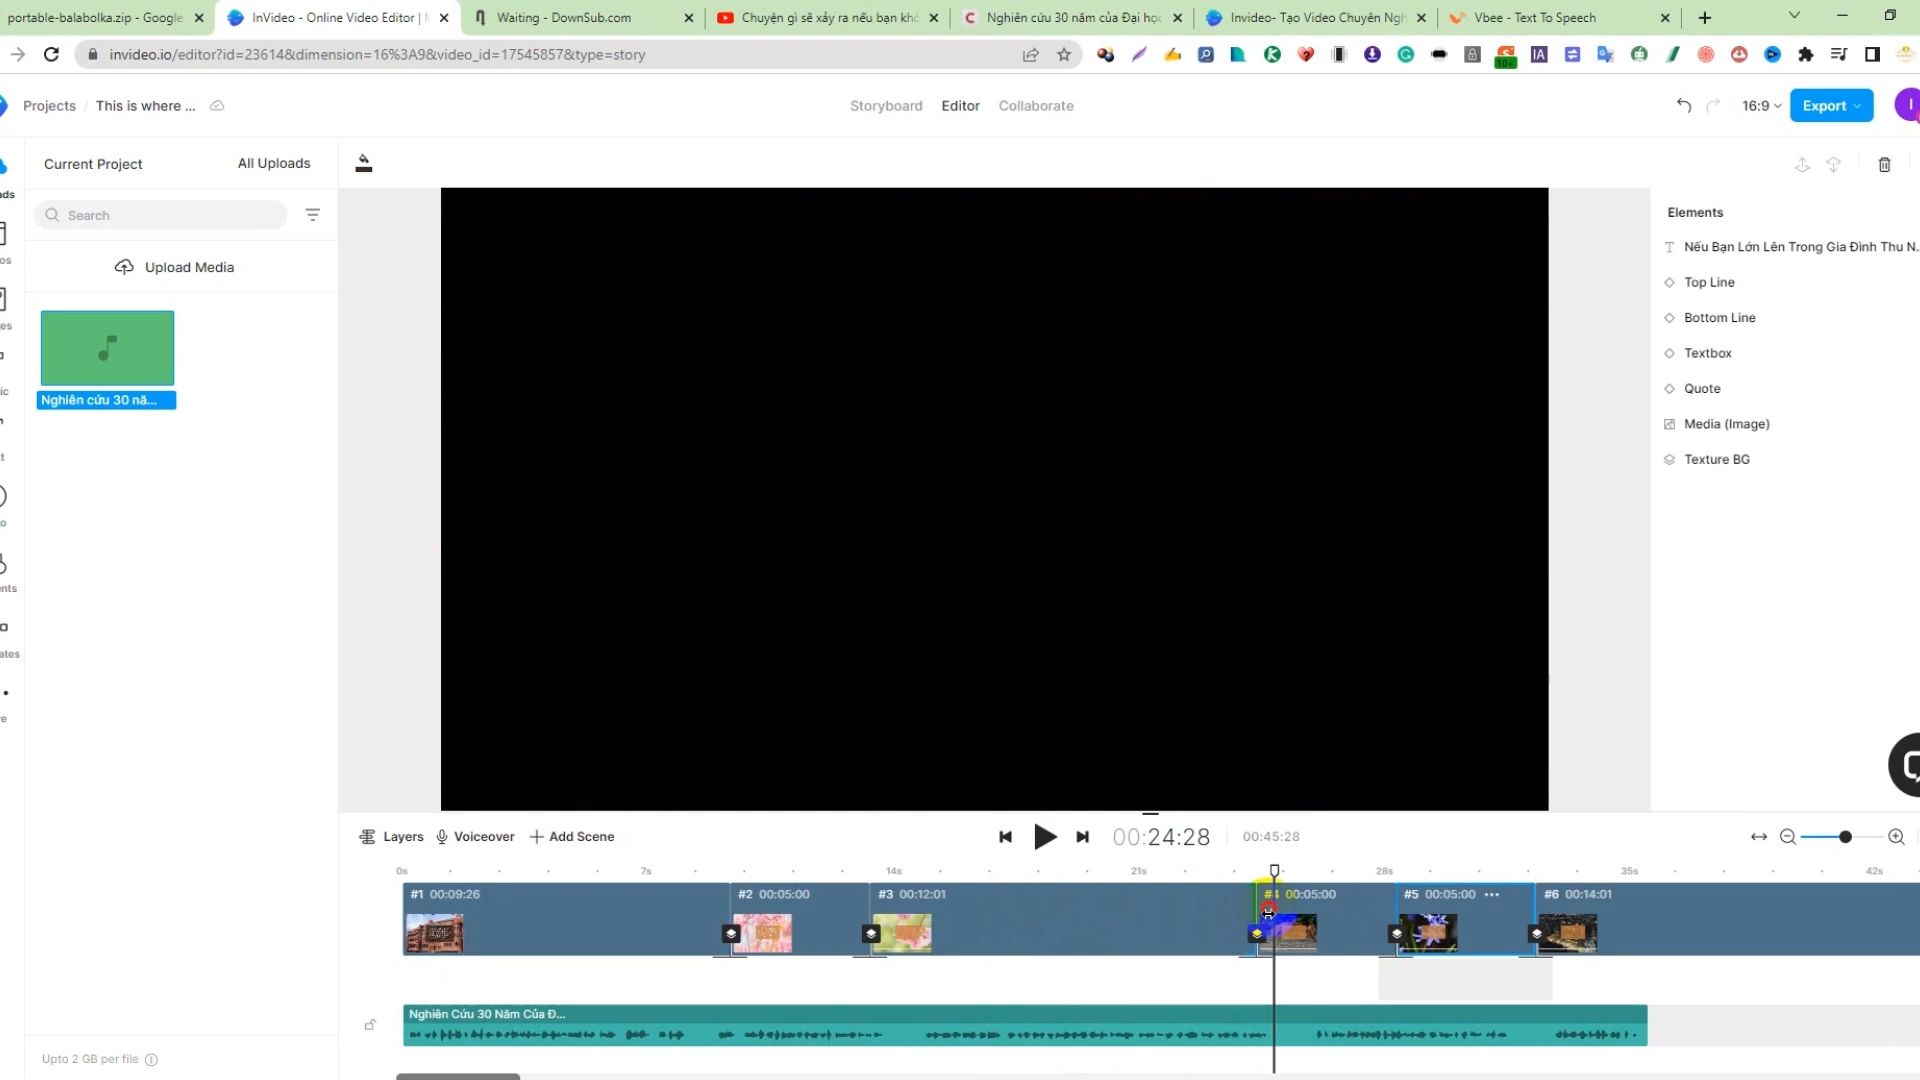 portable-balabolka.zip - Google
InVideo - Online Video Editor |
Waiting - DownSub.com
Chuyện gì sẽ xảy ra nếu bạn khô
Nghiên cứu 30 năm của Đại học
Invideo- Tạo Video Chuyên Ngh
Vbee - Text To Speech
invideo.io/editor?id=23614&dimension=16%3A9&video_id=17545857&type=story
10+
IA
Projects / This is where ...
Storyboard
Editor
Collaborate
16:9
Export
I
Current Project
All Uploads
Search
Upload Media
Nghiên cứu 30 nă...
Upto 2 GB per file
Elements
Nếu Bạn Lớn Lên Trong Gia Đình Thu N.
Top Line
Bottom Line
Textbox
Quote
Media (Image)
Texture BG
Layers
Voiceover
Add Scene
00:24:28
00:45:28
0s
7s
14s
21s
28s
35s
42s
#1 00:09:26
#2 00:05:00
#3 00:12:01
#4 00:05:00
#5 00:05:00
#6 00:14:01
Nghiên Cứu 30 Năm Của Đ...